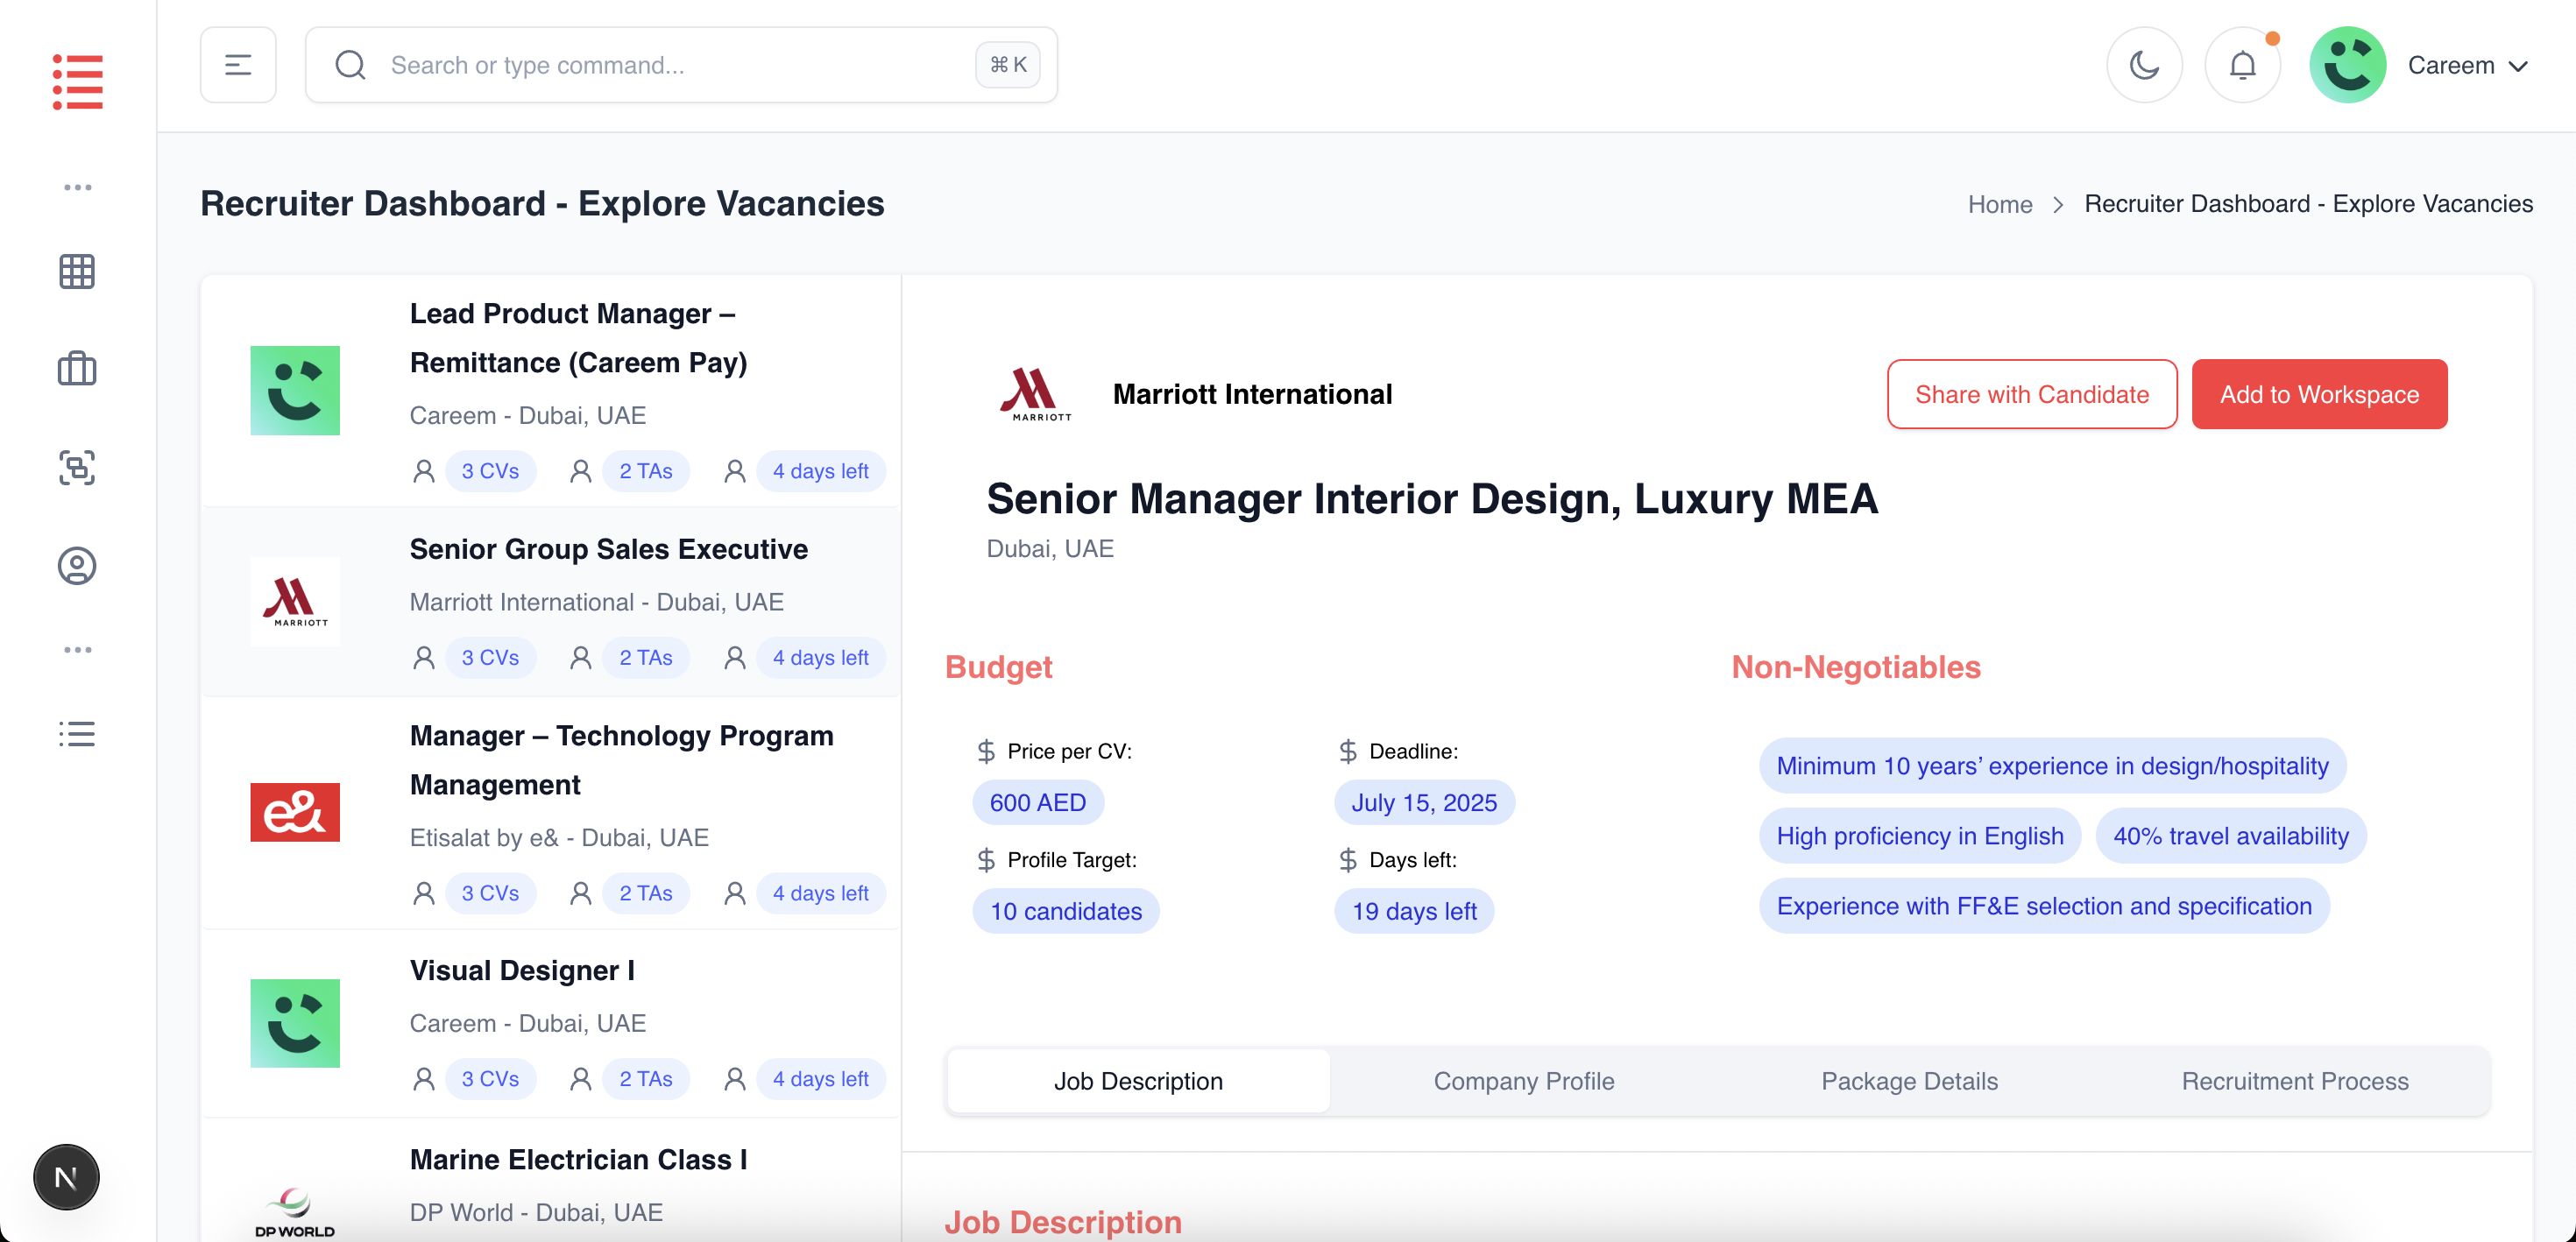 Search or type command...
⌘ K
Careem
Recruiter Dashboard - Explore Vacancies
Home > Recruiter Dashboard - Explore Vacancies
Lead Product Manager –
Remittance (Careem Pay)
Careem - Dubai, UAE
3 CVs 2 TAs 4 days left
MARRIOTT
Senior Group Sales Executive
Marriott International - Dubai, UAE
3 CVs 2 TAs 4 days left
e&
Manager – Technology Program
Management
Etisalat by e& - Dubai, UAE
3 CVs 2 TAs 4 days left
Visual Designer I
Careem - Dubai, UAE
3 CVs 2 TAs 4 days left
DP WORLD
Marine Electrician Class I
DP World - Dubai, UAE
N
MARRIOTT
Marriott International
Share with Candidate
Add to Workspace
Senior Manager Interior Design, Luxury MEA
Dubai, UAE
Budget
$ Price per CV:
600 AED
$ Deadline:
July 15, 2025
$ Profile Target:
10 candidates
$ Days left:
19 days left
Non-Negotiables
Minimum 10 years’ experience in design/hospitality
High proficiency in English
40% travel availability
Experience with FF&E selection and specification
Job Description
Company Profile
Package Details
Recruitment Process
Job Description